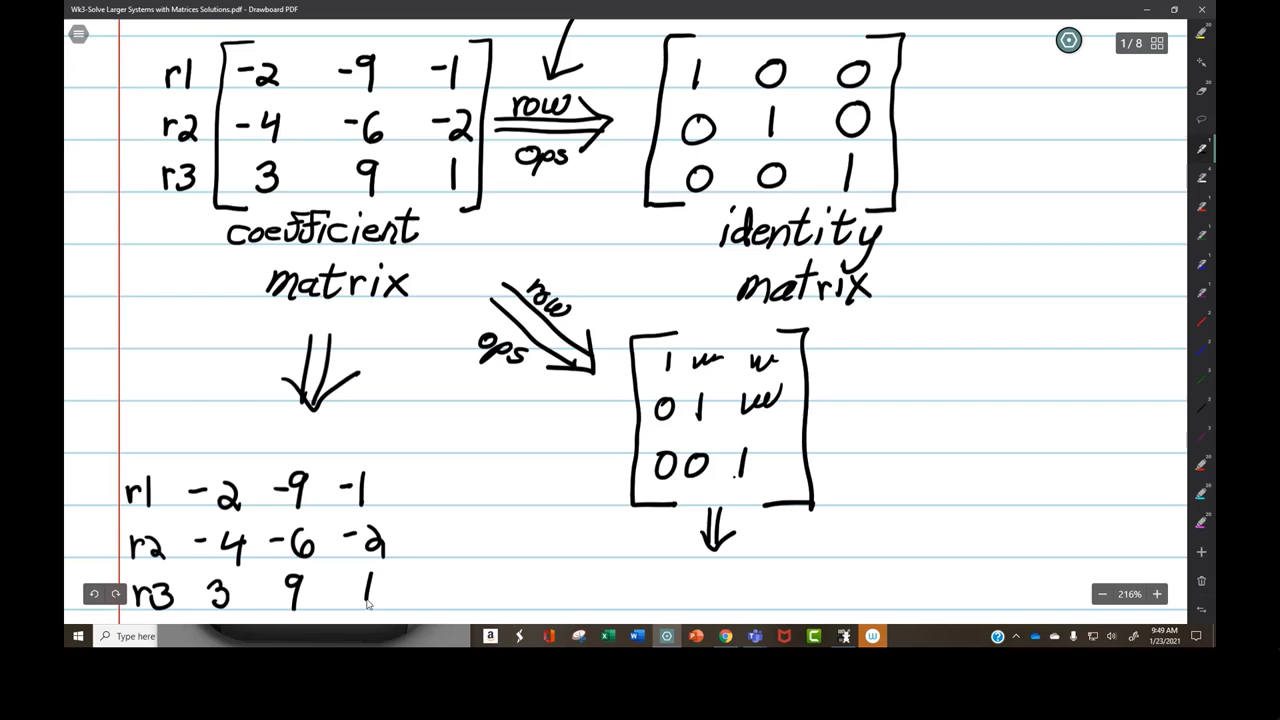 Wk3-Solve Larger Systems with Matrices Solutions.pdf - Drawboard PDF
1 / 8
r1 -2 -9 -1
r2 -4 -6 -2
r3 3 9 1
row
ops
1 0 0
0 1 0
0 0 1
coefficient
matrix
identity
matrix
row
ops
1
0 1
0 0 1
r1 -2 -9 -1
r2 -4 -6 -2
r3 3 9 1
216%
Type here
9:49 AM
1/23/2021